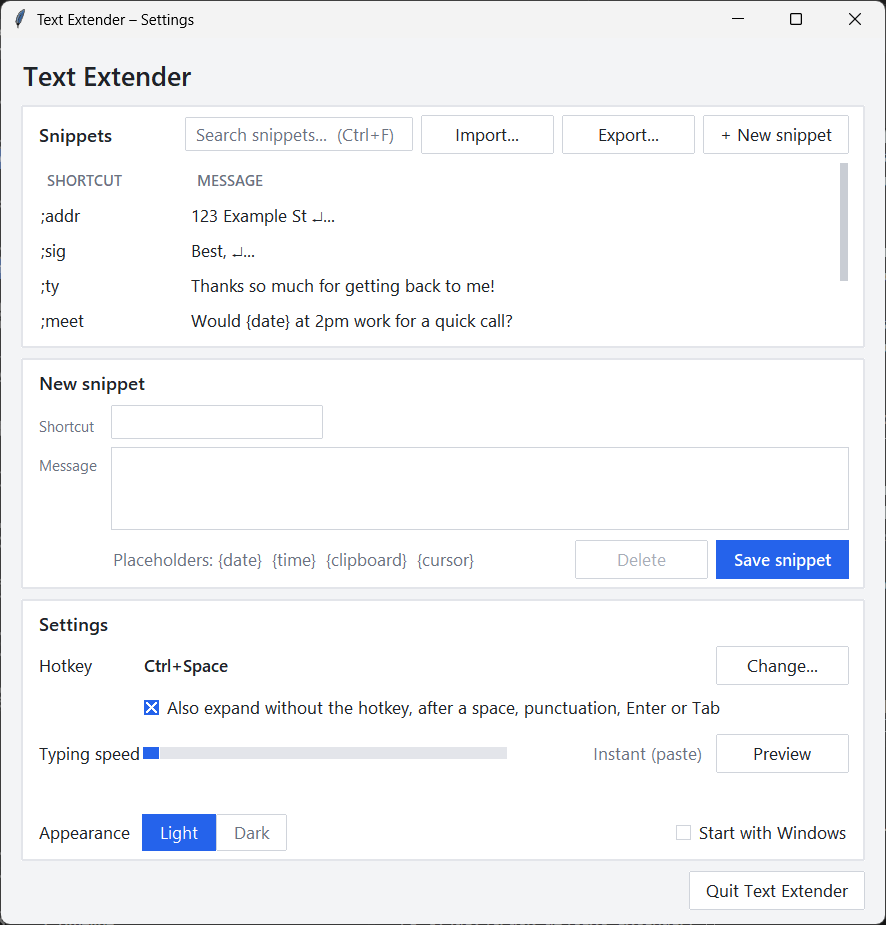 Text Extender – Settings
Text Extender
Snippets Search snippets... (Ctrl+F) Import... Export... + New snippet
SHORTCUT MESSAGE
;addr 123 Example St ↵...
;sig Best, ↵...
;ty Thanks so much for getting back to me!
;meet Would {date} at 2pm work for a quick call?
New snippet
Shortcut
Message
Placeholders: {date} {time} {clipboard} {cursor} Delete Save snippet
Settings
Hotkey Ctrl+Space Change...
Also expand without the hotkey, after a space, punctuation, Enter or Tab
Typing speed Instant (paste) Preview
Appearance Light Dark Start with Windows
Quit Text Extender